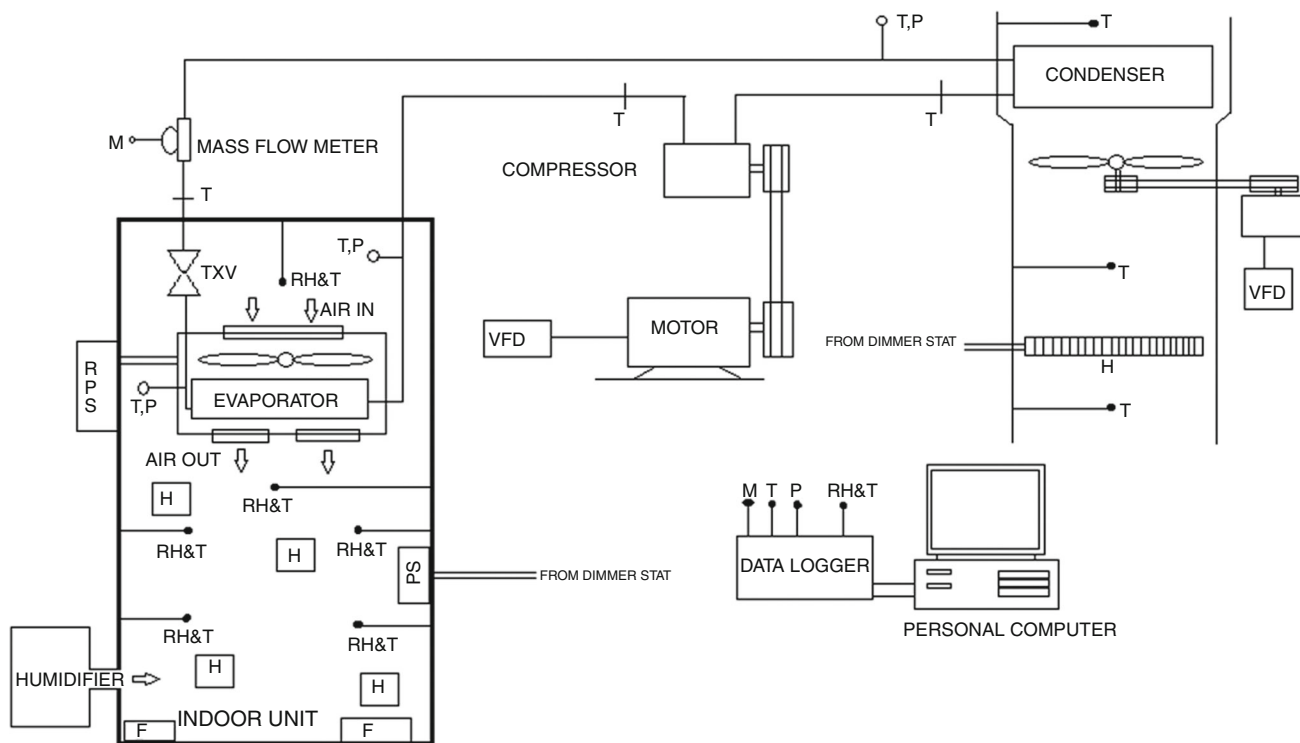 T,P
T
CONDENSER
M
MASS FLOW METER
T
T
COMPRESSOR
T
T,P
TXV
RH&T
AIR IN
T
VFD
VFD
MOTOR
FROM DIMMER STAT
H
R
P
S
T,P
EVAPORATOR
T
AIR OUT
H
RH&T
M T P RH&T
RH&T
H
RH&T
PS
FROM DIMMER STAT
DATA LOGGER
RH&T
RH&T
PERSONAL COMPUTER
HUMIDIFIER
H
H
INDOOR UNIT
F
F